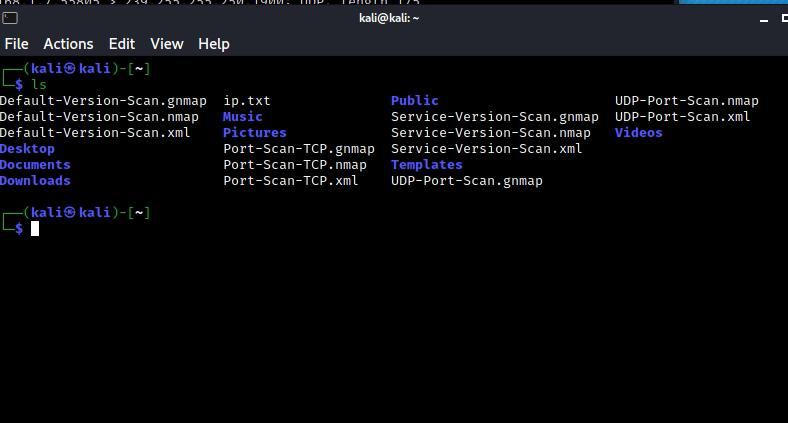 kali@kali: ~
File Actions Edit View Help
(kali㉿kali)-[~]
$ ls
Default-Version-Scan.gnmap ip.txt Public UDP-Port-Scan.nmap
Default-Version-Scan.nmap Music Service-Version-Scan.gnmap UDP-Port-Scan.xml
Default-Version-Scan.xml Pictures Service-Version-Scan.nmap Videos
Desktop Port-Scan-TCP.gnmap Service-Version-Scan.xml
Documents Port-Scan-TCP.nmap Templates
Downloads Port-Scan-TCP.xml UDP-Port-Scan.gnmap
(kali㉿kali)-[~]
$